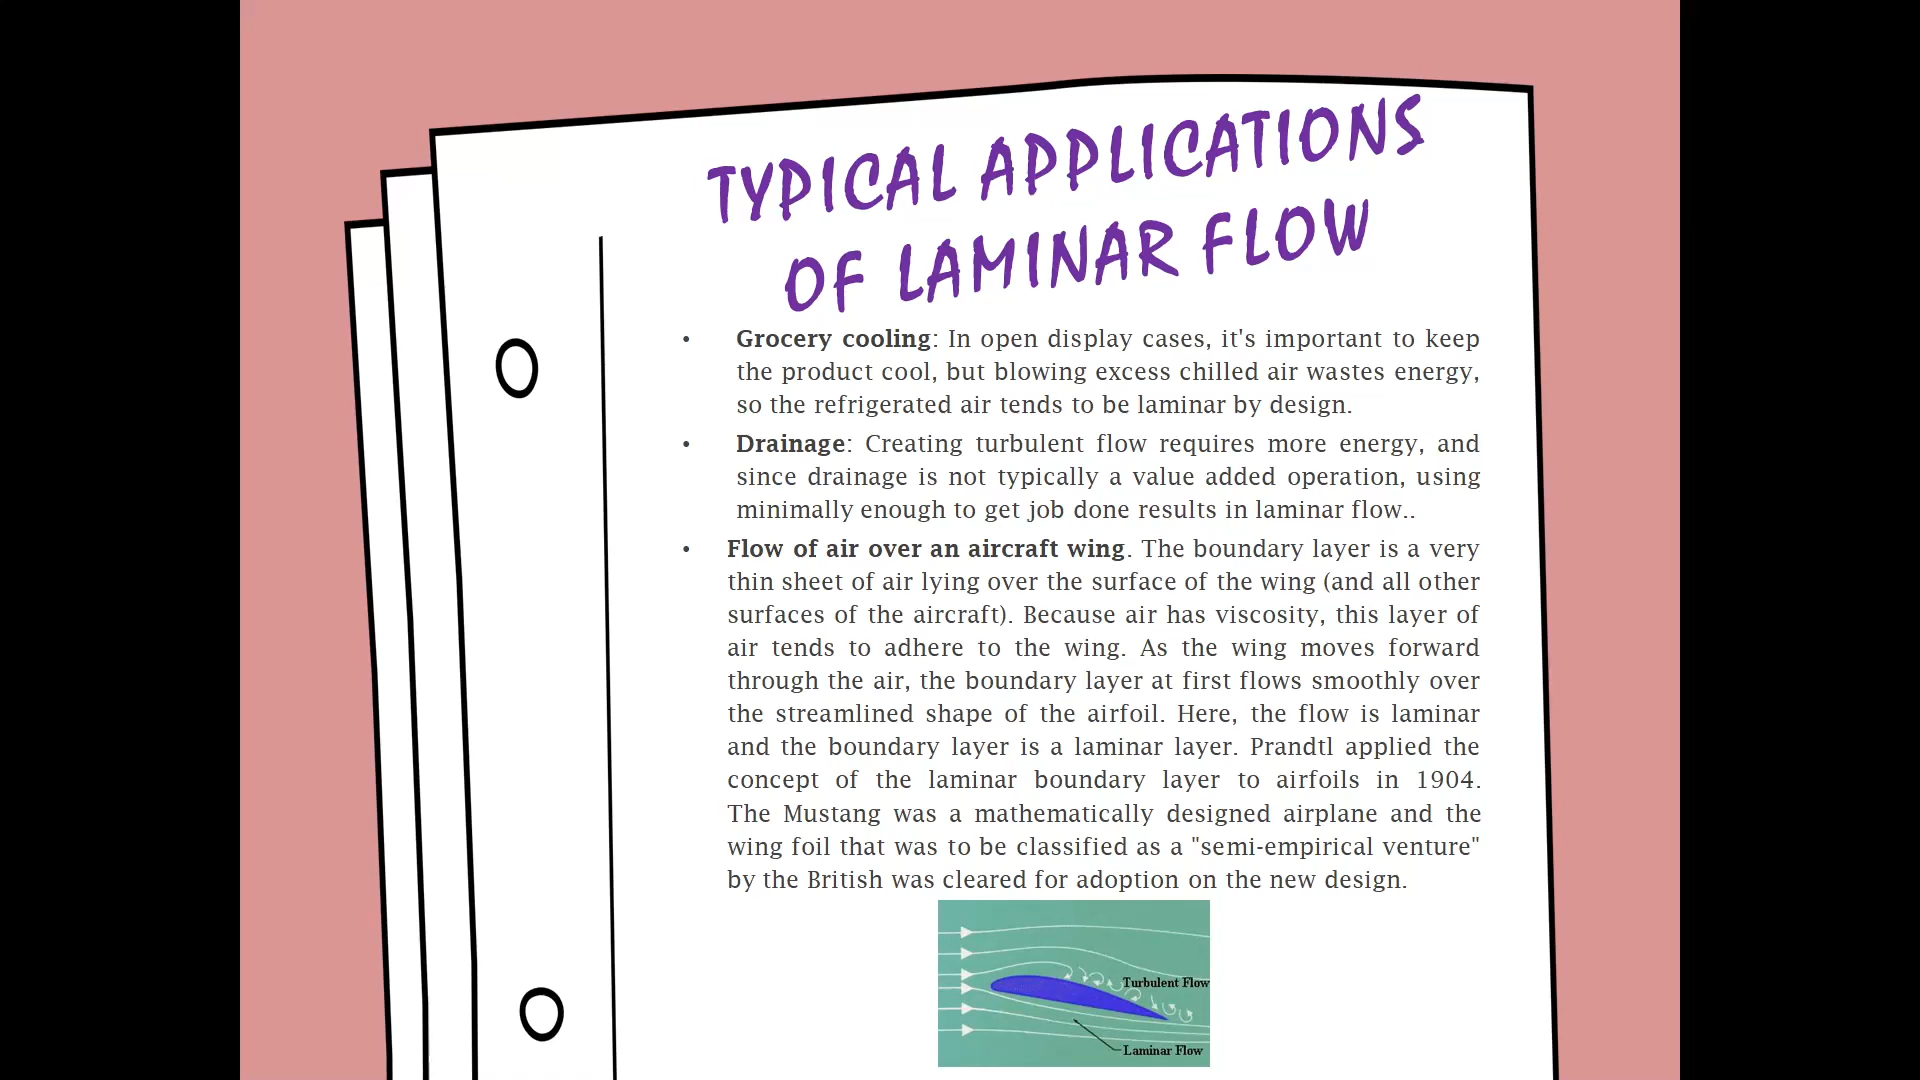 TYPICAL APPLICATIONS
OF LAMINAR FLOW
• Grocery cooling: In open display cases, it's important to keep
the product cool, but blowing excess chilled air wastes energy,
so the refrigerated air tends to be laminar by design.
• Drainage: Creating turbulent flow requires more energy, and
since drainage is not typically a value added operation, using
minimally enough to get job done results in laminar flow..
• Flow of air over an aircraft wing. The boundary layer is a very
thin sheet of air lying over the surface of the wing (and all other
surfaces of the aircraft). Because air has viscosity, this layer of
air tends to adhere to the wing. As the wing moves forward
through the air, the boundary layer at first flows smoothly over
the streamlined shape of the airfoil. Here, the flow is laminar
and the boundary layer is a laminar layer. Prandtl applied the
concept of the laminar boundary layer to airfoils in 1904.
The Mustang was a mathematically designed airplane and the
wing foil that was to be classified as a "semi-empirical venture"
by the British was cleared for adoption on the new design.
Turbulent Flow
Laminar Flow